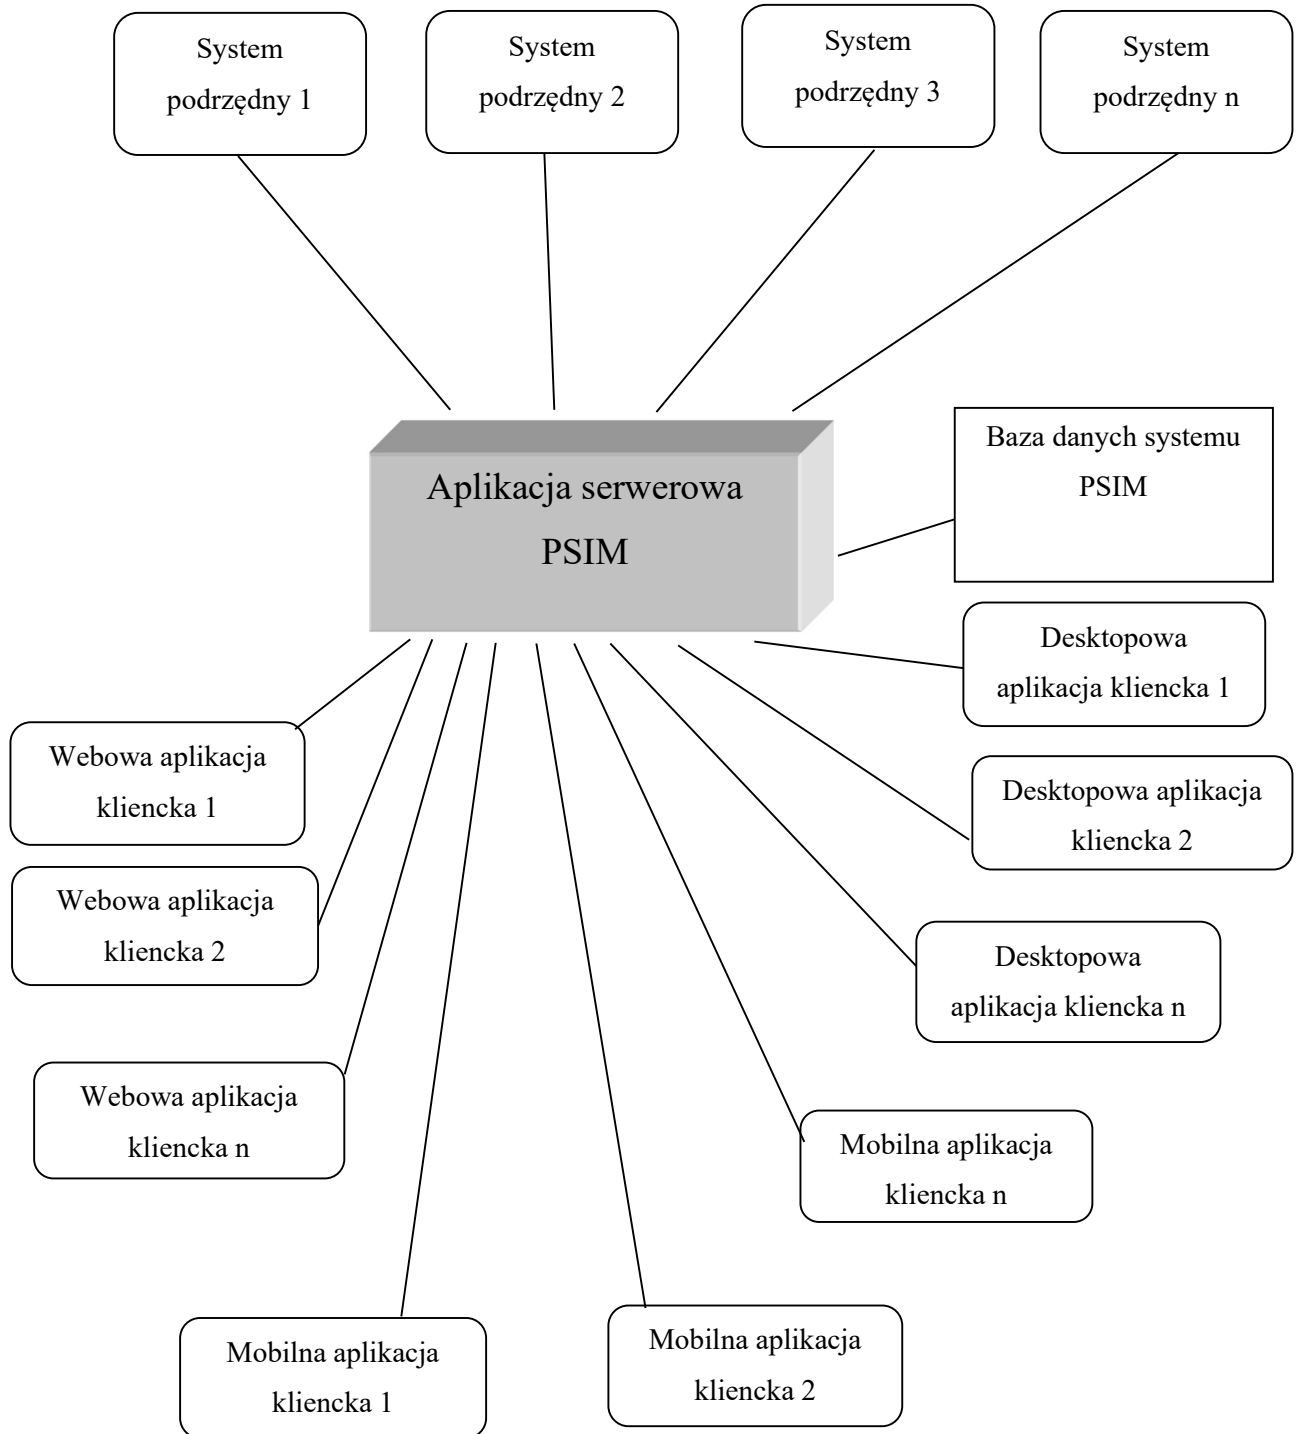 System
podrzędny 1
System
podrzędny 2
System
podrzędny 3
System
podrzędny n
Aplikacja serwerowa
PSIM
Baza danych systemu
PSIM
Desktopowa
aplikacja kliencka 1
Webowa aplikacja
kliencka 1
Desktopowa aplikacja
kliencka 2
Webowa aplikacja
kliencka 2
Desktopowa
aplikacja kliencka n
Webowa aplikacja
kliencka n
Mobilna aplikacja
kliencka n
Mobilna aplikacja
kliencka 1
Mobilna aplikacja
kliencka 2